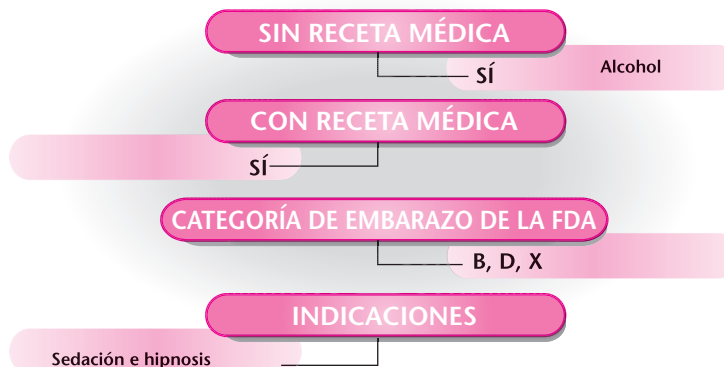 SIN RECETA MÉDICA
SÍ
Alcohol
CON RECETA MÉDICA
SÍ
CATEGORÍA DE EMBARAZO DE LA FDA
B, D, X
INDICACIONES
Sedación e hipnosis